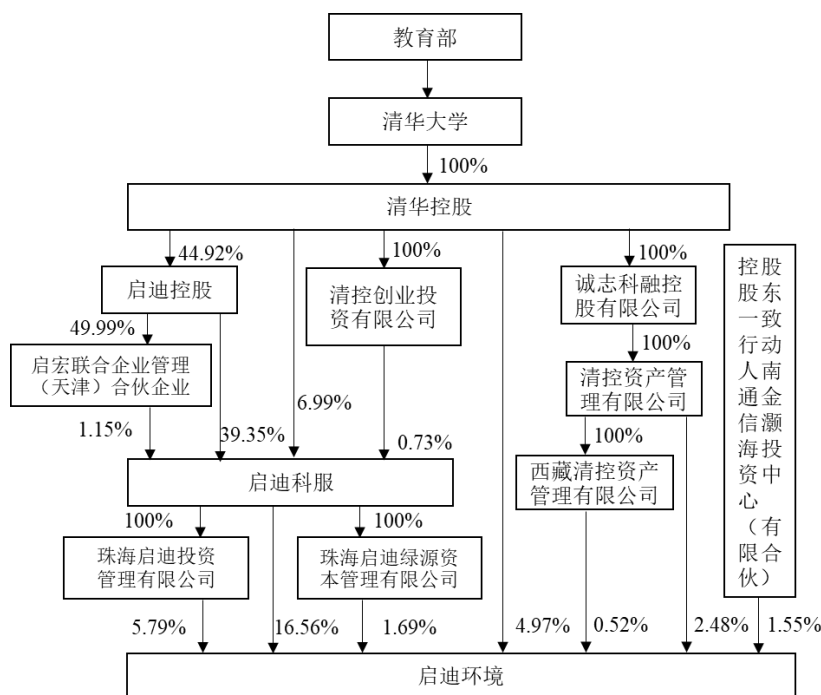 教育部
清华大学
100%
清华控股
44.92%
100%
100%
启迪控股
清控创业投
资有限公司
诚志科融控
股有限公司
控股
股东
一致
行动
人南
通金
信灏
海投
资中
心
（有
限合
伙）
49.99%
100%
启宏联合企业管理
（天津）合伙企业
清控资产管
理有限公司
6.99%
1.15%
39.35%
0.73%
100%
启迪科服
西藏清控资产
管理有限公司
100%
100%
珠海启迪投资
管理有限公司
珠海启迪绿源资
本管理有限公司
5.79%
16.56%
1.69%
4.97%
0.52%
2.48%
1.55%
启迪环境